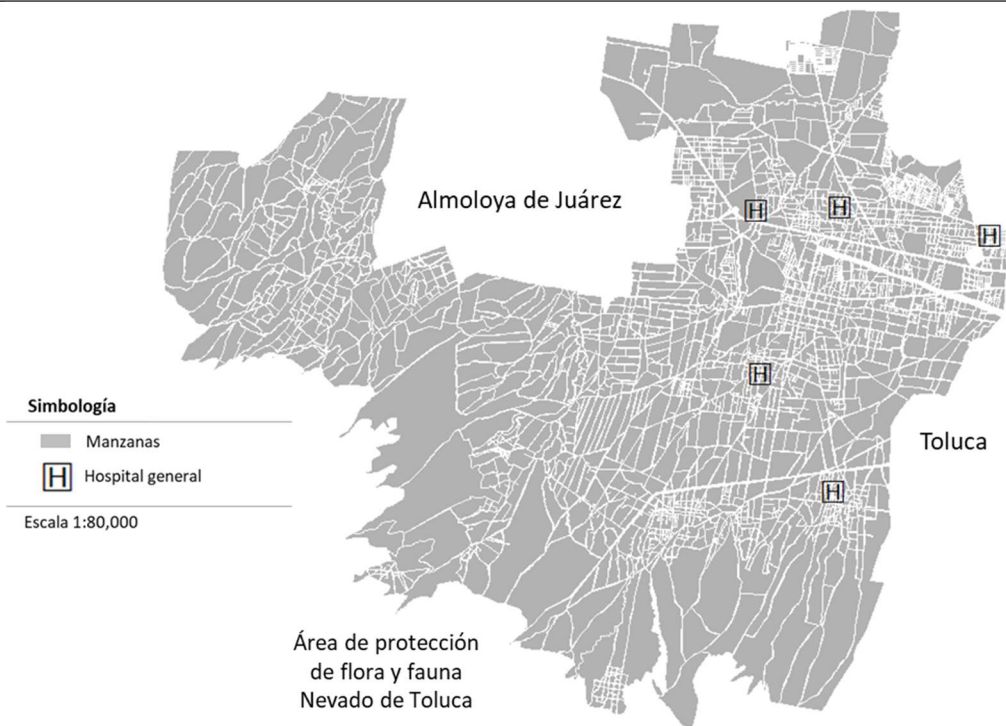 Almoloya de Juárez
H
H
H
H
Simbología
Manzanas
H Hospital general
Escala 1:80,000
Toluca
H
Área de protección
de flora y fauna
Nevado de Toluca